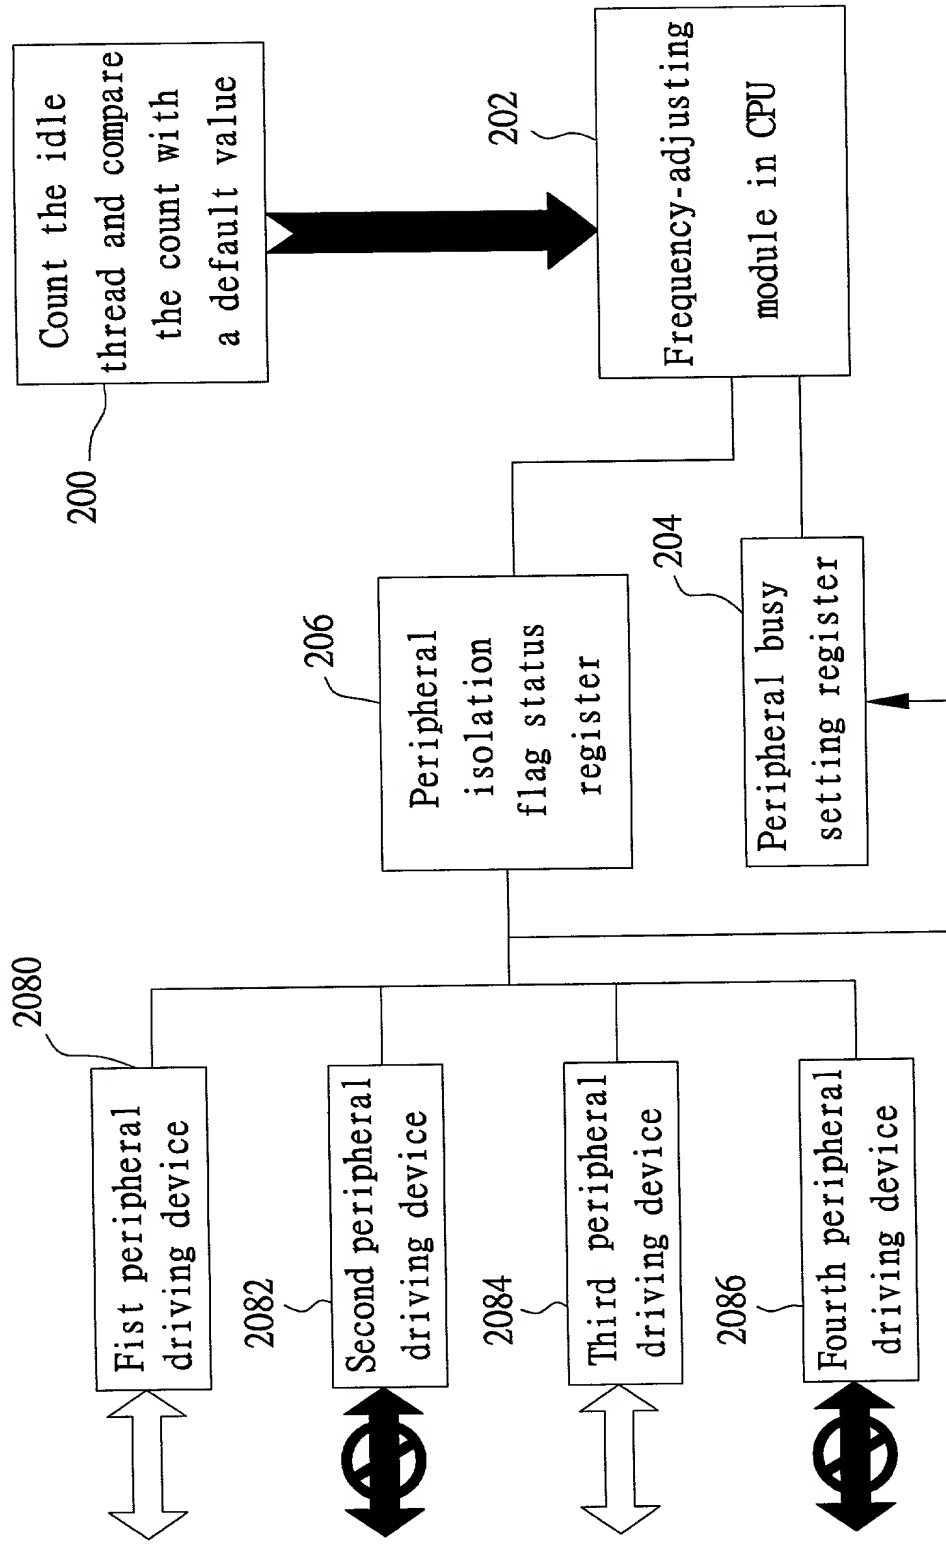 Count the idle
thread and compare
the count with
a default value
200
202
Frequency-adjusting
module in CPU
206
Peripheral
isolation
flag status
register
204
Peripheral busy
setting register
2080
Fist peripheral
driving device
2082
Second peripheral
driving device
2084
Third peripheral
driving device
2086
Fourth peripheral
driving device